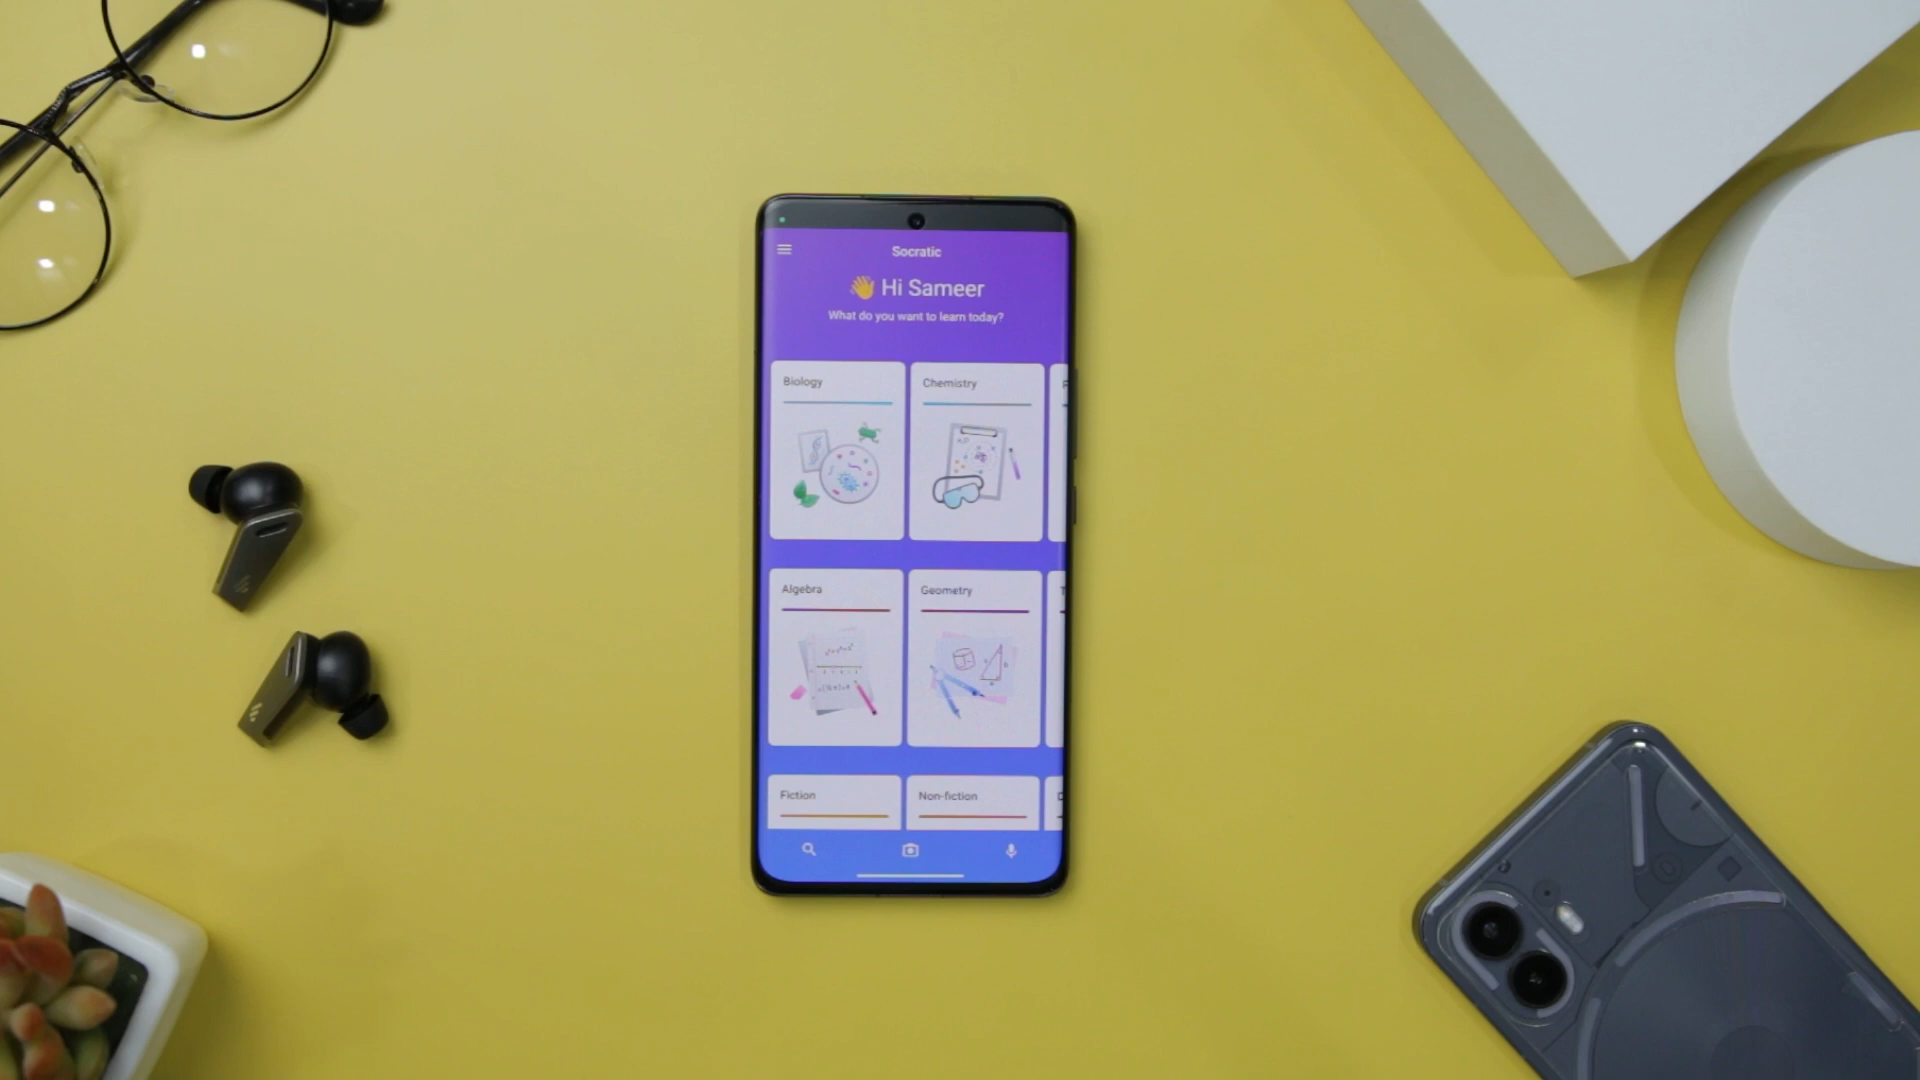 Socratic
👋 Hi Sameer
What do you want to learn today?
Biology
Chemistry
Algebra
Geometry
Fiction
Non-fiction